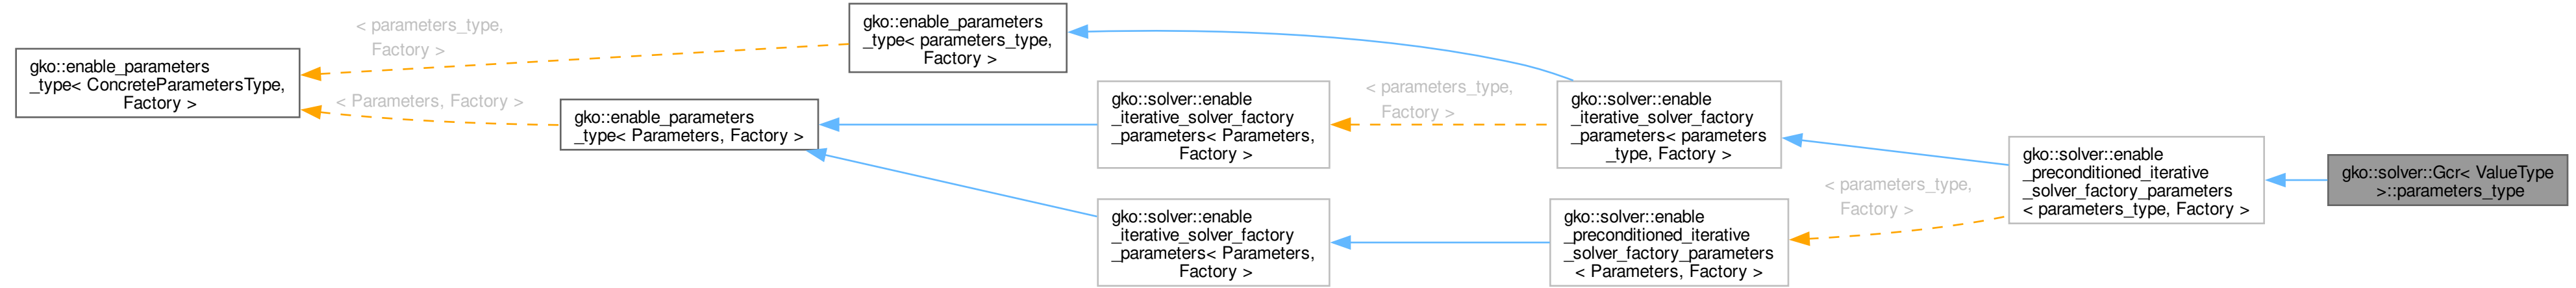 gko::enable_parameters
_type< ConcreteParametersType,
Factory >
< parameters_type,
Factory >
< Parameters, Factory >
gko::enable_parameters
_type< Parameters, Factory >
gko::enable_parameters
_type< parameters_type,
Factory >
gko::solver::enable
_iterative_solver_factory
_parameters< Parameters,
Factory >
gko::solver::enable
_iterative_solver_factory
_parameters< Parameters,
Factory >
< parameters_type,
Factory >
gko::solver::enable
_iterative_solver_factory
_parameters< parameters
_type, Factory >
gko::solver::enable
_preconditioned_iterative
_solver_factory_parameters
< Parameters, Factory >
< parameters_type,
Factory >
gko::solver::enable
_preconditioned_iterative
_solver_factory_parameters
< parameters_type, Factory >
gko::solver::Gcr< ValueType
>::parameters_type